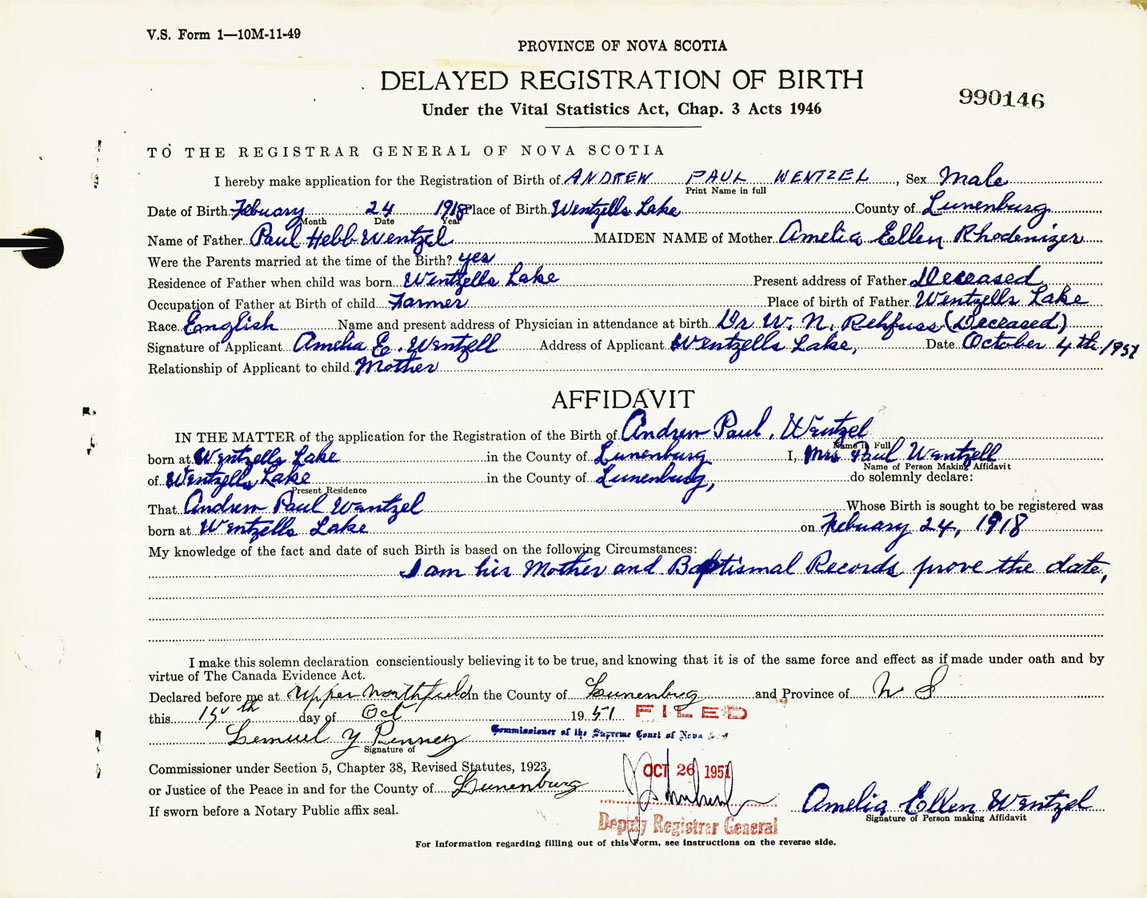 V.S. Form 1—10M-11-49
PROVINCE OF NOVA SCOTIA
DELAYED REGISTRATION OF BIRTH
990146
Under the Vital Statistics Act, Chap. 3 Acts 1946
TO THE REGISTRAR GENERAL OF NOVA SCOTIA
I hereby make application for the Registration of Birth of ANDREW PAUL WENTZEL, Sex Male
Print Name in full
Date of Birth Febuary 24 1918 Place of Birth Wentzells Lake County of Lunenburg
Month Date Year
Name of Father Paul Hebb Wentzel MAIDEN NAME of Mother Amelia Ellen Rhodenizer
Were the Parents married at the time of the Birth? yes
Residence of Father when child was born Wentzells Lake Present address of Father Deceased
Occupation of Father at Birth of child Farmer Place of birth of Father Wentzells Lake
Race English Name and present address of Physician in attendance at birth Dr W. N. Rehfuss (Deceased)
Signature of Applicant Amelia E. Wentzell Address of Applicant Wentzells Lake, Date October 4th, 1951
Relationship of Applicant to child Mother
AFFIDAVIT
IN THE MATTER of the application for the Registration of the Birth of Andrew Paul. Wentzel
Name in Full
born at Wentzells Lake in the County of Lunenburg I, Mrs Paul Wentzell
Name of Person Making Affidavit
of Wentzells Lake in the County of Lunenburg, do solemnly declare:
Present Residence
That Andrew Paul Wentzel Whose Birth is sought to be registered was
born at Wentzells Lake on Febuary 24, 1918
My knowledge of the fact and date of such Birth is based on the following Circumstances:
I am his Mother and Baptismal Records prove the date,
I make this solemn declaration conscientiously believing it to be true, and knowing that it is of the same force and effect as if made under oath and by
virtue of The Canada Evidence Act.
Declared before me at Upper Northfield in the County of Lunenburg and Province of N S
this 15th day of Oct 1951 FILED
Lemuel Y Penney Commissioner of the Supreme Court of Nova
Signature of
Commissioner under Section 5, Chapter 38, Revised Statutes, 1923, OCT 26 1951
or Justice of the Peace in and for the County of Lunenburg
Amelia Ellen Wentzel
If sworn before a Notary Public affix seal.
Signature of Person making Affidavit
Deputy Registrar General
For Information regarding filling out of this Form, see instructions on the reverse side.